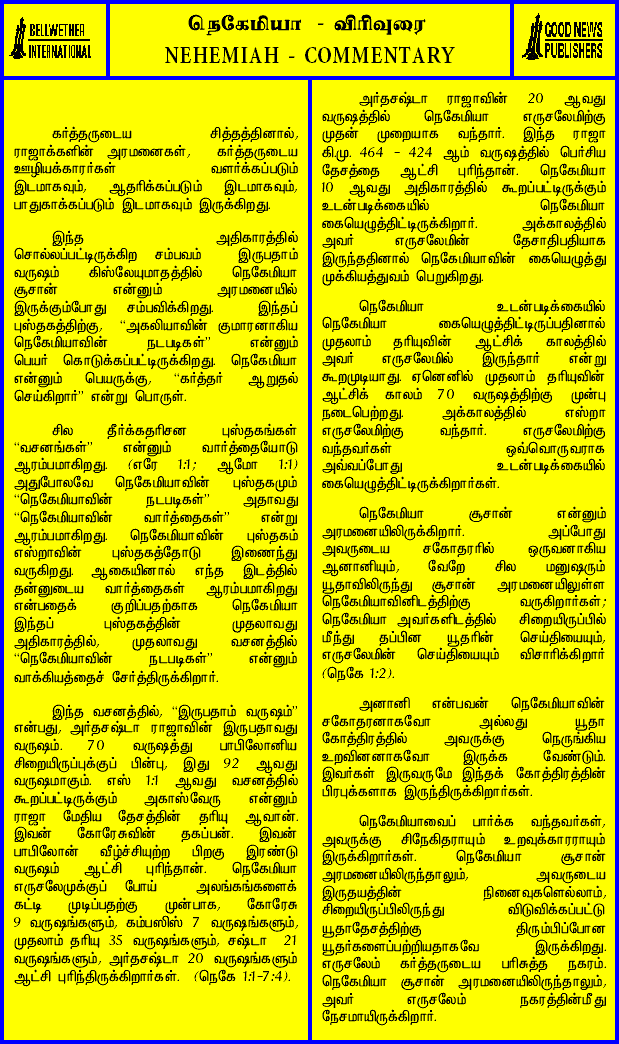 BELLWETHER
INTERNATIONAL
நெகேமியா - விரிவுரை
NEHEMIAH - COMMENTARY
GOOD NEWS
PUBLISHERS
கர்த்தருடைய சித்தத்தினால்,
ராஜாக்களின் அரமனைகள், கர்த்தருடைய
ஊழியக்காரர்கள் வளர்க்கப்படும்
இடமாகவும், ஆதரிக்கப்படும் இடமாகவும்,
பாதுகாக்கப்படும் இடமாகவும் இருக்கிறது.
இந்த அதிகாரத்தில்
சொல்லப்பட்டிருக்கிற சம்பவம் இருபதாம்
வருஷம் கிஸ்லேயுமாதத்தில் நெகேமியா
சூசான் என்னும் அரமனையில்
இருக்கும்போது சம்பவிக்கிறது. இந்தப்
புஸ்தகத்திற்கு, “அகலியாவின் குமாரனாகிய
நெகேமியாவின் நடபடிகள்” என்னும்
பெயர் கொடுக்கப்பட்டிருக்கிறது. நெகேமியா
என்னும் பெயருக்கு, “கர்த்தர் ஆறுதல்
செய்கிறார்” என்று பொருள்.
சில தீர்க்கதரிசன புஸ்தகங்கள்
“வசனங்கள்” என்னும் வார்த்தையோடு
ஆரம்பமாகிறது. (எரே 1:1; ஆமோ 1:1)
அதுபோலவே நெகேமியாவின் புஸ்தகமும்
“நெகேமியாவின் நடபடிகள்” அதாவது
“நெகேமியாவின் வார்த்தைகள்” என்று
ஆரம்பமாகிறது. நெகேமியாவின் புஸ்தகம்
எஸ்றாவின் புஸ்தகத்தோடு இணைந்து
வருகிறது. ஆகையினால் எந்த இடத்தில்
தன்னுடைய வார்த்தைகள் ஆரம்பமாகிறது
என்பதைக் குறிப்பதற்காக நெகேமியா
இந்தப் புஸ்தகத்தின் முதலாவது
அதிகாரத்தில், முதலாவது வசனத்தில்
“நெகேமியாவின் நடபடிகள்” என்னும்
வாக்கியத்தைச் சேர்த்திருக்கிறார்.
இந்த வசனத்தில், “இருபதாம் வருஷம்”
என்பது, அர்தசஷ்டா ராஜாவின் இருபதாவது
வருஷம். 70 வருஷத்து பாபிலோனிய
சிறையிருப்புக்குப் பின்பு, இது 92 ஆவது
வருஷமாகும். எஸ் 1:1 ஆவது வசனத்தில்
கூறப்பட்டிருக்கும் அகாஸ்வேரு என்னும்
ராஜா மேதிய தேசத்தின் தரியு ஆவான்.
இவன் கோரேசுவின் தகப்பன். இவன்
பாபிலோன் வீழ்ச்சியுற்ற பிறகு இரண்டு
வருஷம் ஆட்சி புரிந்தான். நெகேமியா
எருசலேமுக்குப் போய் அலங்கங்களைக்
கட்டி முடிப்பதற்கு முன்பாக, கோரேசு
9 வருஷங்களும், கம்பஸிஸ் 7 வருஷங்களும்,
முதலாம் தரியு 35 வருஷங்களும், சஷ்டா 21
வருஷங்களும், அர்தசஷ்டா 20 வருஷங்களும்
ஆட்சி புரிந்திருக்கிறார்கள். (நெகே 1:1-7:4).
அர்தசஷ்டா ராஜாவின் 20 ஆவது
வருஷத்தில் நெகேமியா எருசலேமிற்கு
முதன் முறையாக வந்தார். இந்த ராஜா
கி.மு. 464 - 424 ஆம் வருஷத்தில் பெர்சிய
தேசத்தை ஆட்சி புரிந்தான். நெகேமியா
10 ஆவது அதிகாரத்தில் கூறப்பட்டிருக்கும்
உடன்படிக்கையில் நெகேமியா
கையெழுத்திட்டிருக்கிறார். அக்காலத்தில்
அவர் எருசலேமின் தேசாதிபதியாக
இருந்ததினால் நெகேமியாவின் கையெழுத்து
முக்கியத்துவம் பெறுகிறது.
நெகேமியா உடன்படிக்கையில்
நெகேமியா கையெழுத்திட்டிருப்பதினால்
முதலாம் தரியுவின் ஆட்சிக் காலத்தில்
அவர் எருசலேமில் இருந்தார் என்று
கூறமுடியாது. ஏனெனில் முதலாம் தரியுவின்
ஆட்சிக் காலம் 70 வருஷத்திற்கு முன்பு
நடைபெற்றது. அக்காலத்தில் எஸ்றா
எருசலேமிற்கு வந்தார். எருசலேமிற்கு
வந்தவர்கள் ஒவ்வொருவராக
அவ்வப்போது உடன்படிக்கையில்
கையெழுத்திட்டிருக்கிறார்கள்.
நெகேமியா சூசான் என்னும்
அரமனையிலிருக்கிறார். அப்போது
அவருடைய சகோதரரில் ஒருவனாகிய
ஆனானியும், வேறே சில மனுஷரும்
யூதாவிலிருந்து சூசான் அரமனையிலுள்ள
நெகேமியாவினிடத்திற்கு வருகிறார்கள்;
நெகேமியா அவர்களிடத்தில் சிறையிருப்பில்
மீந்து தப்பின யூதரின் செய்தியையும்,
எருசலேமின் செய்தியையும் விசாரிக்கிறார்
(நெகே 1:2).
அனானி என்பவன் நெகேமியாவின்
சகோதரனாகவோ அல்லது யூதா
கோத்திரத்தில் அவருக்கு நெருங்கிய
உறவினனாகவோ இருக்க வேண்டும்.
இவர்கள் இருவருமே இந்தக் கோத்திரத்தின்
பிரபுக்களாக இருந்திருக்கிறார்கள்.
நெகேமியாவைப் பார்க்க வந்தவர்கள்,
அவருக்கு சிநேகிதராயும் உறவுக்காரராயும்
இருக்கிறார்கள். நெகேமியா சூசான்
அரமனையிலிருந்தாலும், அவருடைய
இருதயத்தின் நினைவுகளெல்லாம்,
சிறையிருப்பிலிருந்து விடுவிக்கப்பட்டு
யூதாதேசத்திற்கு திரும்பிப்போன
யூதர்களைப்பற்றியதாகவே இருக்கிறது.
எருசலேம் கர்த்தருடைய பரிசுத்த நகரம்.
நெகேமியா சூசான் அரமனையிலிருந்தாலும்,
அவர் எருசலேம் நகரத்தின்மீது
நேசமாயிருக்கிறார்.